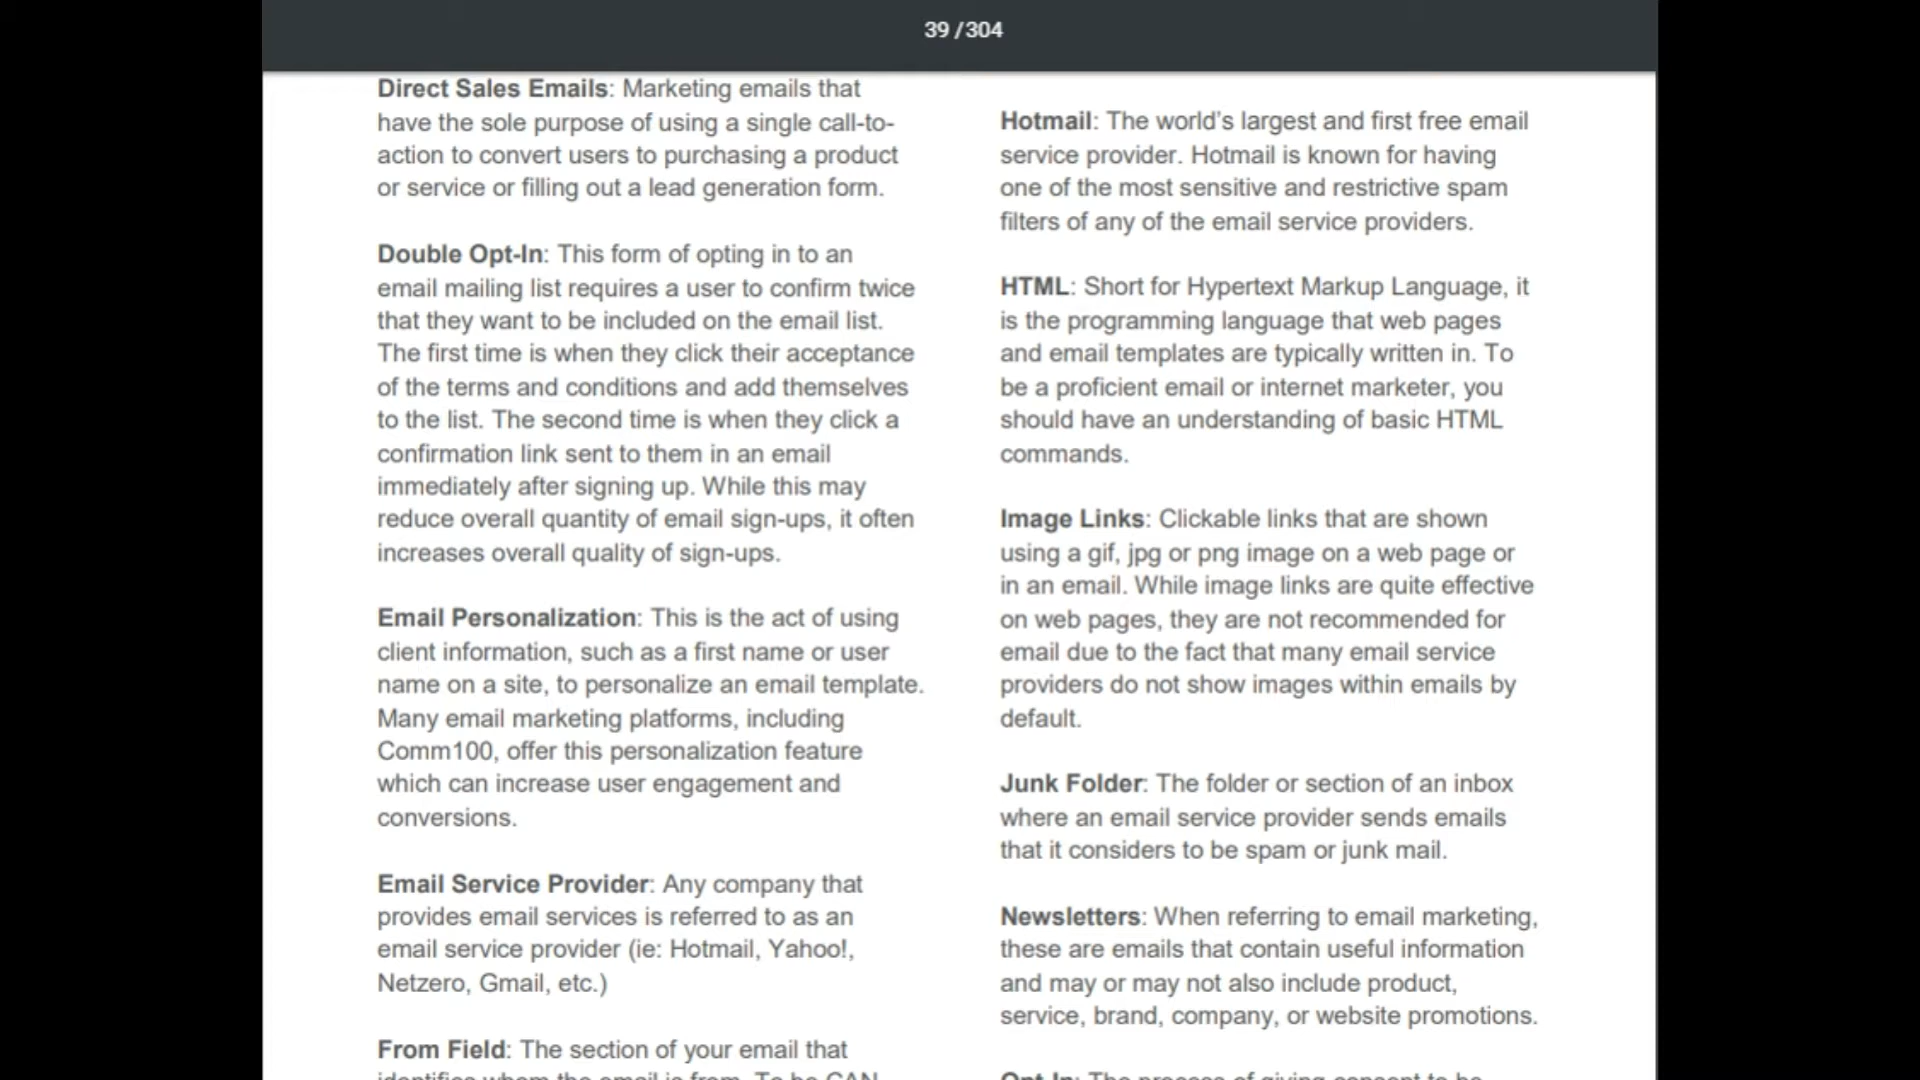 39 / 304
Direct Sales Emails: Marketing emails that
have the sole purpose of using a single call-to-
action to convert users to purchasing a product
or service or filling out a lead generation form.
Double Opt-In: This form of opting in to an
email mailing list requires a user to confirm twice
that they want to be included on the email list.
The first time is when they click their acceptance
of the terms and conditions and add themselves
to the list. The second time is when they click a
confirmation link sent to them in an email
immediately after signing up. While this may
reduce overall quantity of email sign-ups, it often
increases overall quality of sign-ups.
Email Personalization: This is the act of using
client information, such as a first name or user
name on a site, to personalize an email template.
Many email marketing platforms, including
Comm100, offer this personalization feature
which can increase user engagement and
conversions.
Email Service Provider: Any company that
provides email services is referred to as an
email service provider (ie: Hotmail, Yahoo!,
Netzero, Gmail, etc.)
From Field: The section of your email that
identifies whom the email is from. To be CAN
Hotmail: The world's largest and first free email
service provider. Hotmail is known for having
one of the most sensitive and restrictive spam
filters of any of the email service providers.
HTML: Short for Hypertext Markup Language, it
is the programming language that web pages
and email templates are typically written in. To
be a proficient email or internet marketer, you
should have an understanding of basic HTML
commands.
Image Links: Clickable links that are shown
using a gif, jpg or png image on a web page or
in an email. While image links are quite effective
on web pages, they are not recommended for
email due to the fact that many email service
providers do not show images within emails by
default.
Junk Folder: The folder or section of an inbox
where an email service provider sends emails
that it considers to be spam or junk mail.
Newsletters: When referring to email marketing,
these are emails that contain useful information
and may or may not also include product,
service, brand, company, or website promotions.
Opt-In: The process of giving consent to be